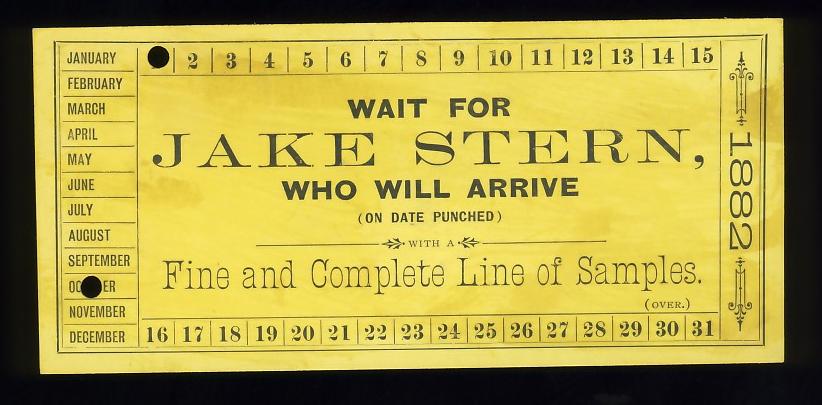 JANUARY
FEBRUARY
MARCH
APRIL
MAY
JUNE
JULY
AUGUST
SEPTEMBER
OC ER
NOVEMBER
DECEMBER
2 3 4 5 6 7 8 9 10 11 12 13 14 15
WAIT FOR
JAKE STERN,
WHO WILL ARRIVE
(ON DATE PUNCHED)
WITH A
Fine and Complete Line of Samples.
(OVER.)
16 17 18 19 20 21 22 23 24 25 26 27 28 29 30 31
1882